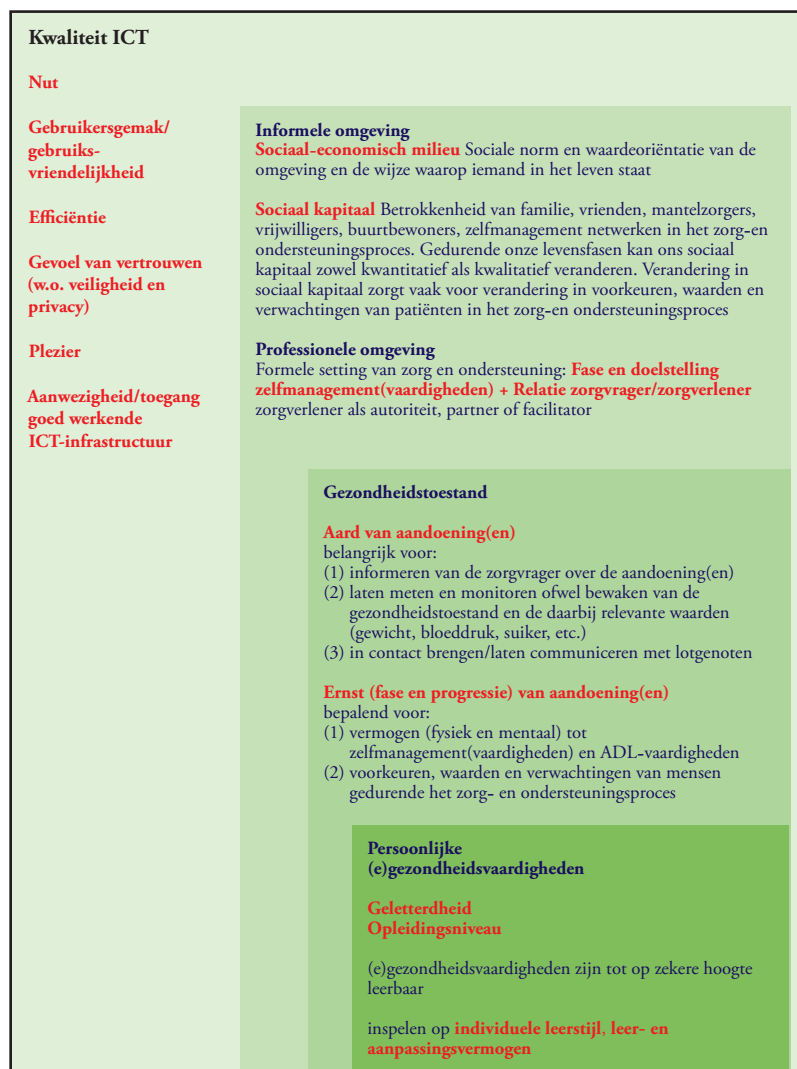 Kwaliteit ICT
Nut
Gebruikersgemak/
gebruiks-
vriendelijkheid
Efficiëntie
Gevoel van vertrouwen
(w.o. veiligheid en
privacy)
Plezier
Aanwezigheid/toegang
goed werkende
ICT-infrastructuur
Informele omgeving
Sociaal-economisch milieu Sociale norm en waardeoriëntatie van de
omgeving en de wijze waarop iemand in het leven staat
Sociaal kapitaal Betrokkenheid van familie, vrienden, mantelzorgers,
vrijwilligers, buurtbewoners, zelfmanagement netwerken in het zorg-en
ondersteuningsproces. Gedurende onze levensfasen kan ons sociaal
kapitaal zowel kwantitatief als kwalitatief veranderen. Verandering in
sociaal kapitaal zorgt vaak voor verandering in voorkeuren, waarden en
verwachtingen van patiënten in het zorg-en ondersteuningsproces
Professionele omgeving
Formele setting van zorg en ondersteuning: Fase en doelstelling
zelfmanagement(vaardigheden) + Relatie zorgvrager/zorgverlener
zorgverlener als autoriteit, partner of facilitator
Gezondheidstoestand
Aard van aandoening(en)
belangrijk voor:
(1) informeren van de zorgvrager over de aandoening(en)
(2) laten meten en monitoren ofwel bewaken van de
gezondheidstoestand en de daarbij relevante waarden
(gewicht, bloeddruk, suiker, etc.)
(3) in contact brengen/laten communiceren met lotgenoten
Ernst (fase en progressie) van aandoening(en)
bepalend voor:
(1) vermogen (fysiek en mentaal) tot
zelfmanagement(vaardigheden) en ADL-vaardigheden
(2) voorkeuren, waarden en verwachtingen van mensen
gedurende het zorg- en ondersteuningsproces
Persoonlijke
(e)gezondheidsvaardigheden
Geletterdheid
Opleidingsniveau
(e)gezondheidsvaardigheden zijn tot op zekere hoogte
leerbaar
inspelen op individuele leerstijl, leer- en
aanpassingsvermogen